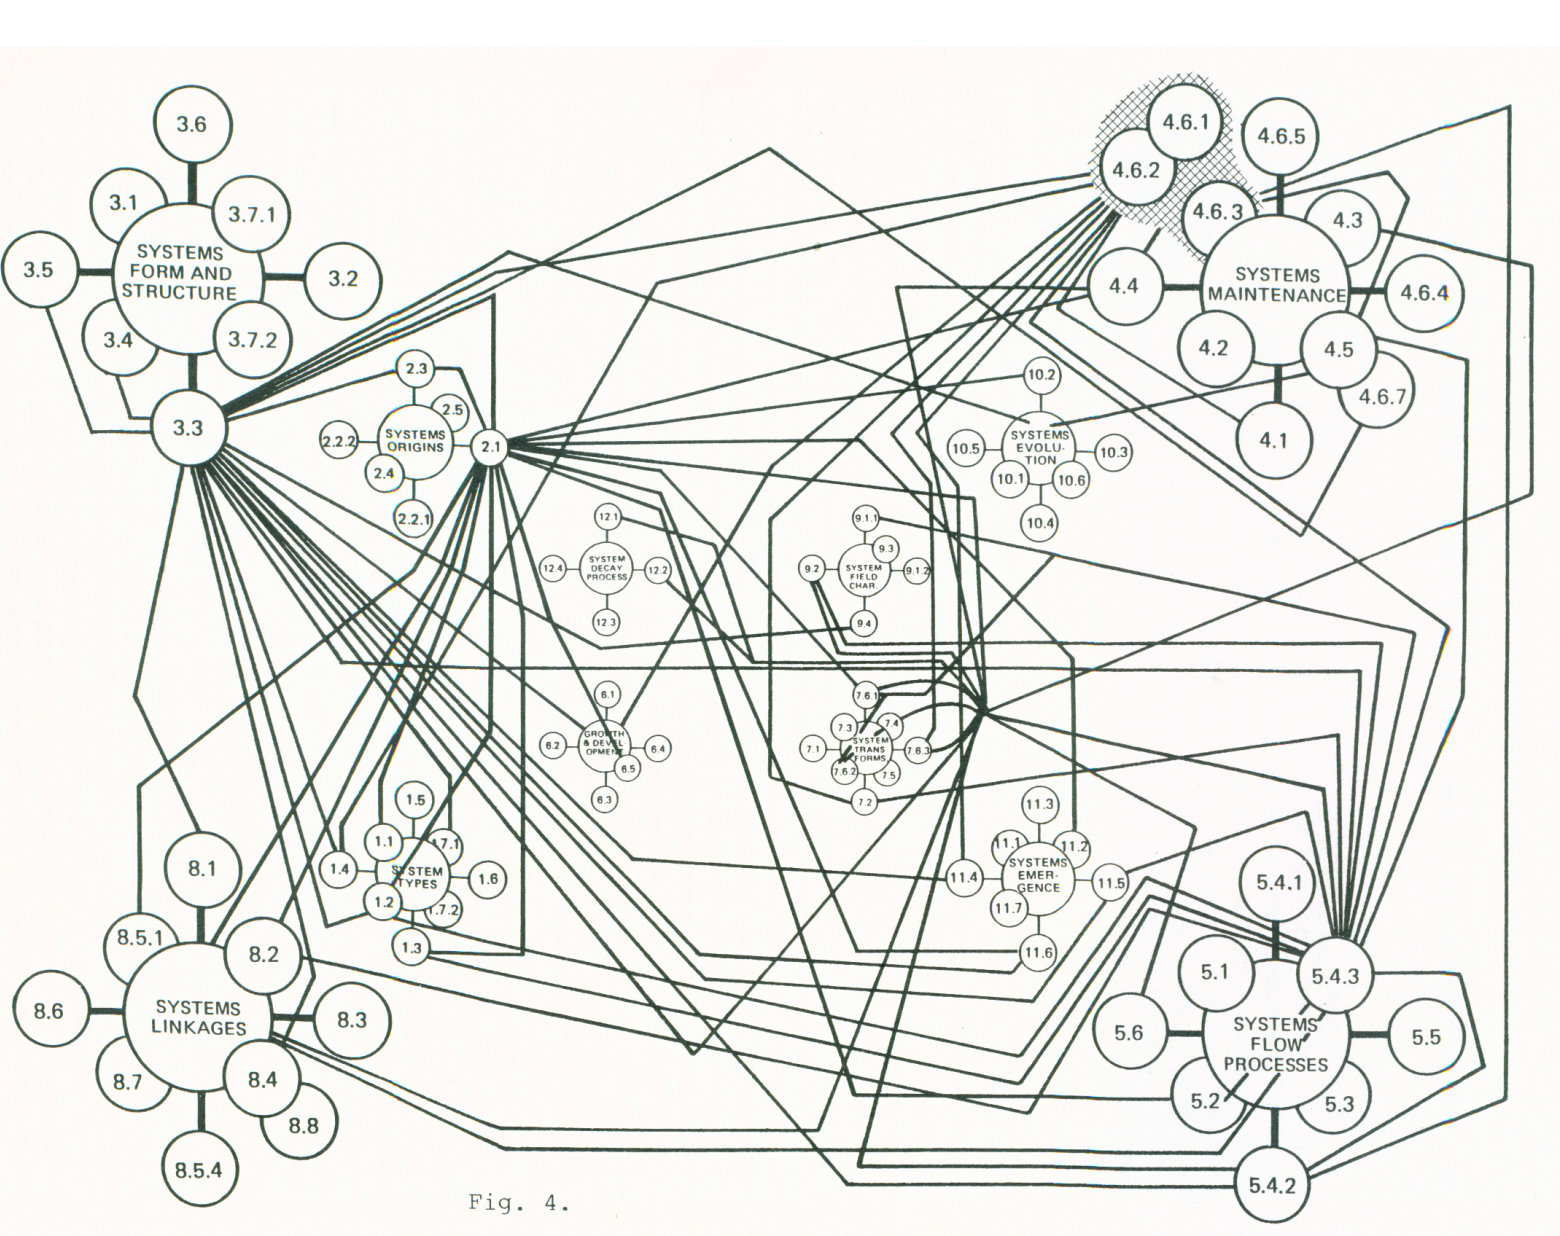 3.6
3.1
3.7.1
3.5
SYSTEMS
FORM AND
STRUCTURE
3.2
3.4
3.7.2
3.3
4.6.1
4.6.2
4.6.5
4.6.3
4.3
4.4
SYSTEMS
MAINTENANCE
4.6.4
4.2
4.5
4.6.7
4.1
2.3
2.5
2.2.2
SYSTEMS
ORIGINS
2.1
2.4
2.2.1
10.2
10.5
SYSTEMS
EVOLU-
TION
10.3
10.1
10.6
10.4
12.1
12.4
SYSTEM
DECAY
PROCESS
12.2
12.3
9.1.1
9.3
9.2
SYSTEM
FIELD
CHAR.
9.1.2
9.4
6.1
6.2
GROWTH
& DEVEL-
OPMENT
6.4
6.5
6.3
7.6.1
7.3
7.4
7.1
SYSTEM
TRANS
FORMS
7.6.3
7.6.2
7.5
7.2
1.5
1.1
1.7.1
1.4
SYSTEM
TYPES
1.6
1.2
1.7.2
1.3
11.3
11.1
11.2
11.4
SYSTEMS
EMER-
GENCE
11.5
11.7
11.6
8.1
8.5.1
8.2
8.6
SYSTEMS
LINKAGES
8.3
8.7
8.4
8.8
8.5.4
5.4.1
5.1
5.4.3
5.6
SYSTEMS
FLOW
PROCESSES
5.5
5.2
5.3
5.4.2
Fig. 4.